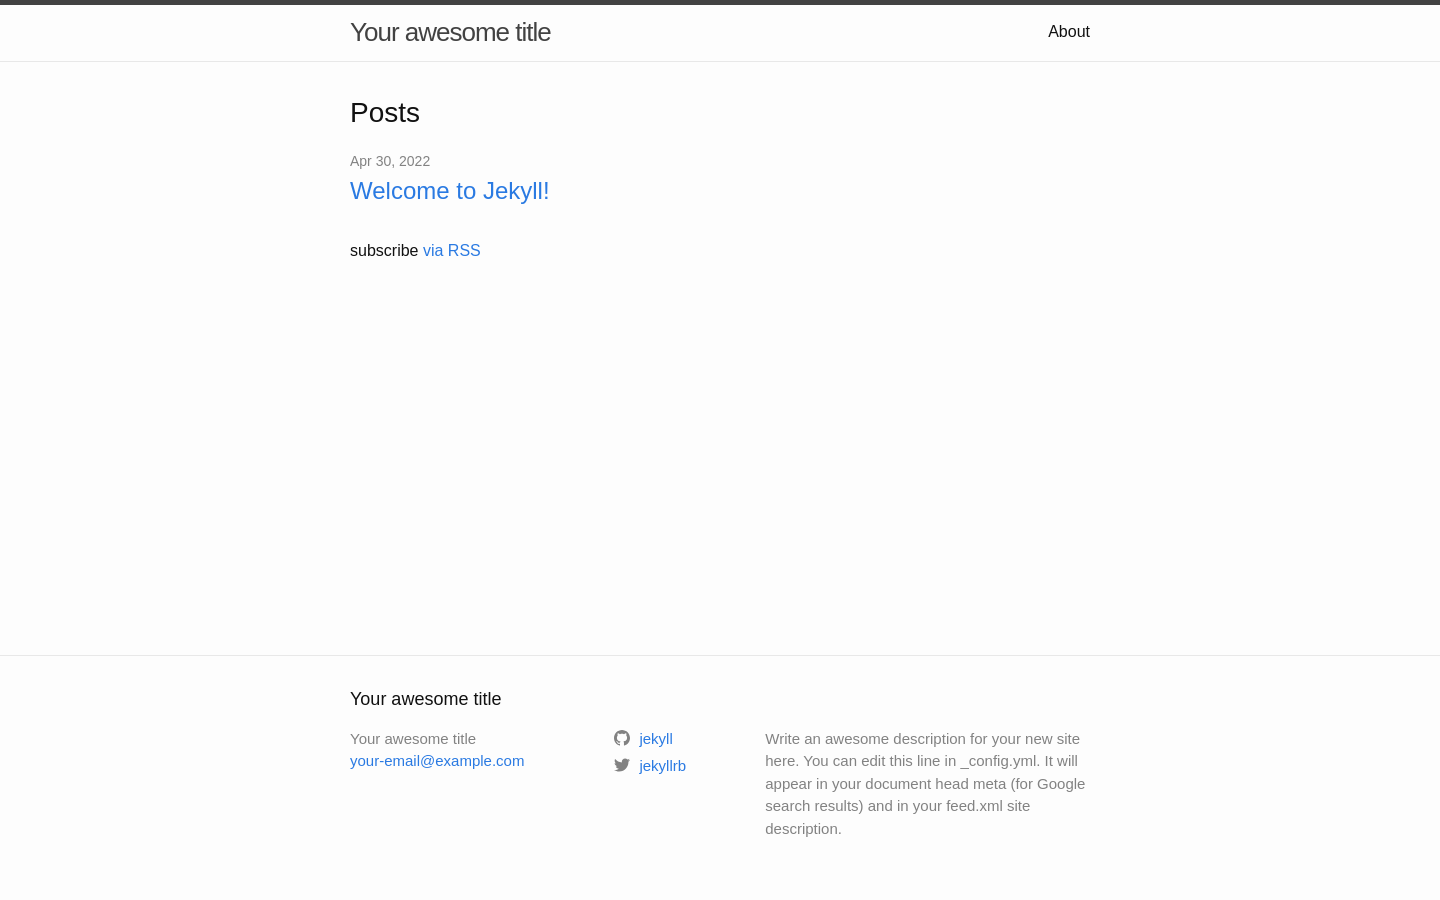 Your awesome title
About
Posts
Apr 30, 2022
Welcome to Jekyll!
subscribe via RSS
Your awesome title
Your awesome title
your-email@example.com
jekyll
jekyllrb
Write an awesome description for your new site
here. You can edit this line in _config.yml. It will
appear in your document head meta (for Google
search results) and in your feed.xml site
description.